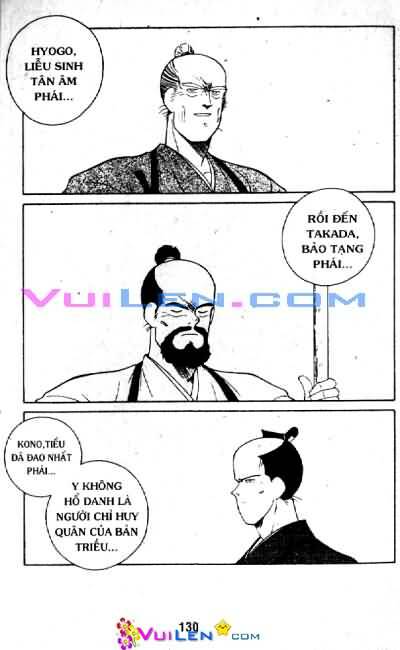 HYOGO,
LIỄU SINH
TÂN ÂM
PHÁI...
RỒI ĐẾN
TAKADA,
BẢO TẠNG
PHÁI...
VUILEN.COM
KONO,TIỂU
DÃ ĐAO NHẤT
PHÁI...
Y KHÔNG
HỔ DANH LÀ
NGƯỜI CHỈ HUY
QUÂN CỦA BẢN
TRIỀU...
130
VUILEN.COM